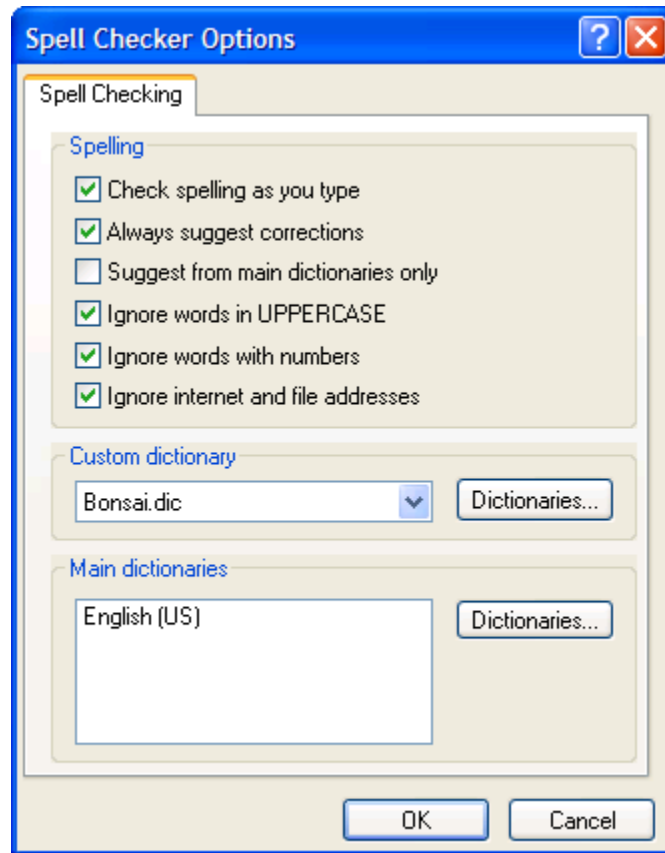 Spell Checker Options
Spell Checking
Spelling
Check spelling as you type
Always suggest corrections
Suggest from main dictionaries only
Ignore words in UPPERCASE
Ignore words with numbers
Ignore internet and file addresses
Custom dictionary
Bonsai.dic
Dictionaries...
Main dictionaries
English (US)
Dictionaries...
OK
Cancel